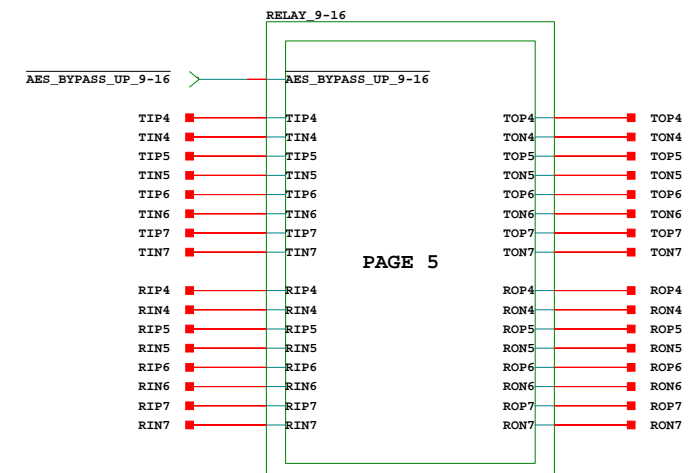 RELAY_9-16
AES_BYPASS_UP_9-16 AES_BYPASS_UP_9-16
TIP4 TIP4 TOP4 TOP4
TIN4 TIN4 TON4 TON4
TIP5 TIP5 TOP5 TOP5
TIN5 TIN5 TON5 TON5
TIP6 TIP6 TOP6 TOP6
TIN6 TIN6 TON6 TON6
TIP7 TIP7 TOP7 TOP7
TIN7 TIN7 TON7 TON7
PAGE 5
RIP4 RIP4 ROP4 ROP4
RIN4 RIN4 RON4 RON4
RIP5 RIP5 ROP5 ROP5
RIN5 RIN5 RON5 RON5
RIP6 RIP6 ROP6 ROP6
RIN6 RIN6 RON6 RON6
RIP7 RIP7 ROP7 ROP7
RIN7 RIN7 RON7 RON7